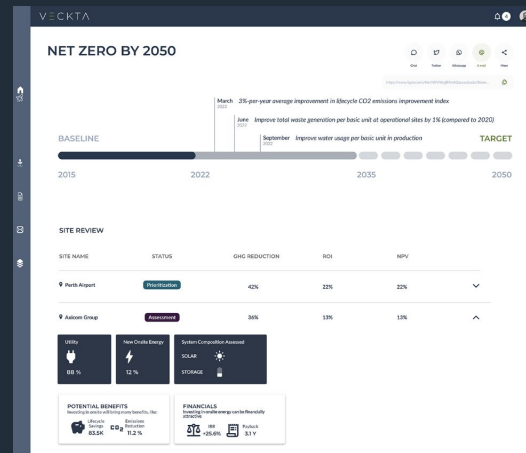 VECKTA
4
NET ZERO BY 2050
Chat Twitter Whatsapp E-mail More
March 3%-per-year average improvement in lifecycle CO2 emissions improvement index
2022
June Improve total waste generation per basic unit at operational sites by 1% (compared to 2020)
2022
September Improve water usage per basic unit in production
2022
BASELINE TARGET
2015 2022 2035 2050
SITE REVIEW
SITE NAME STATUS GHG REDUCTION ROI NPV
Perth Airport Prioritization 42% 22% 22%
Aalcom Group Assessment 36% 13% 13%
Utility New Onsite Energy System Composition Assessed
SOLAR
88 % 12 % STORAGE
POTENTIAL BENEFITS FINANCIALS
Investing in onsite will bring many benefits, like: Investing in onsite energy can be financially
attractive
Lifecycle Savings 83.5K CO2 Emissions Reduction 11.2 % IRR +25.6% Payback 3.1 Y